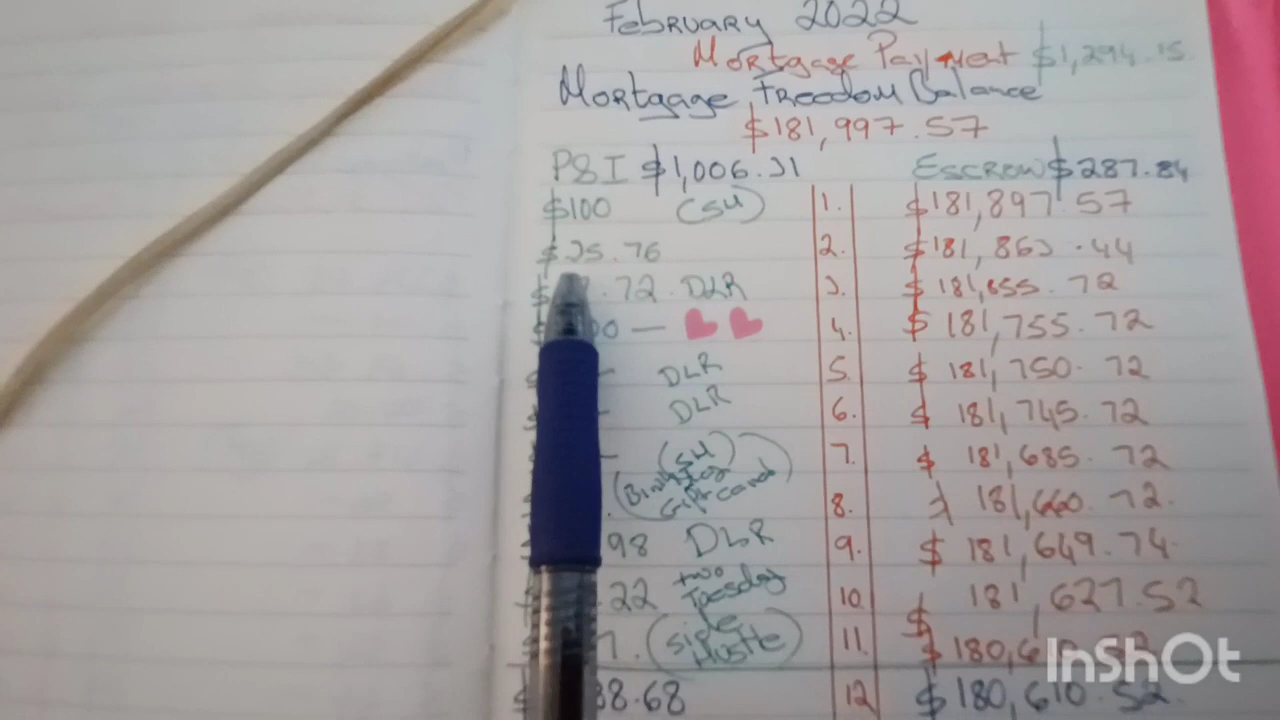 February 2022
Mortgage Payment $1,294.15
Mortgage Freedom Balance
$181,997.57
P&I $1,006.31 Escrow $287.84
$100 (SH) 1. $181,897.57
$35.76 2. $181,863.44
.72 DLR 3. $181,855.72
00 — 4. $181,755.72
DLR 5. $181,750.72
DLR 6. $181,745.72
(SH) 7. $181,685.72
Gift Card 8. 181,660.72
98 DLR 9. $181,649.74
.22 Two Tuesday 10 $181,627.52
7. (Side Hustle) 11.
38.68 12 $180,610.52
InShOt